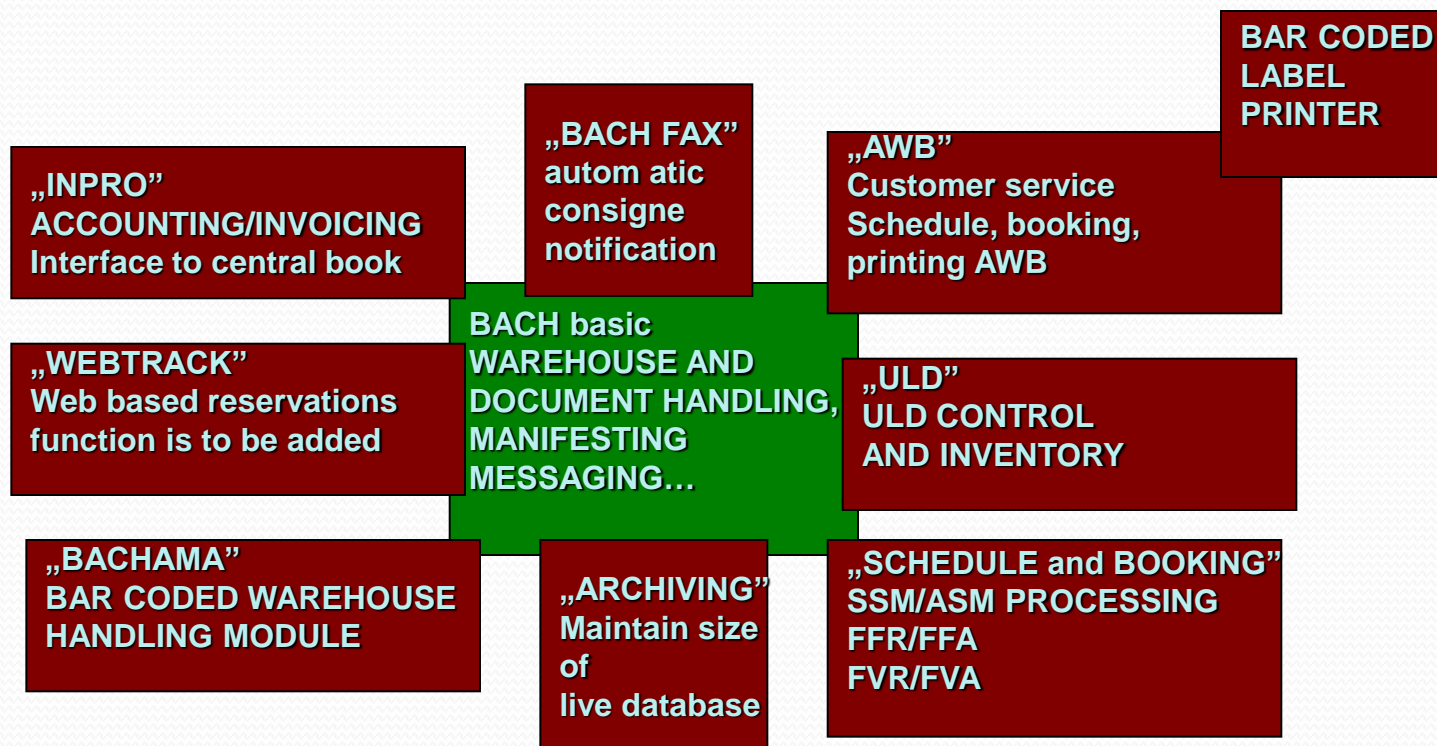 BAR CODED
LABEL
PRINTER
„BACH FAX”
autom atic
consigne
notification
„AWB”
Customer service
Schedule, booking,
printing AWB
„INPRO”
ACCOUNTING/INVOICING
Interface to central book
BACH basic
WAREHOUSE AND
DOCUMENT HANDLING,
MANIFESTING
MESSAGING…
„WEBTRACK”
Web based reservations
function is to be added
„ULD”
ULD CONTROL
AND INVENTORY
„BACHAMA”
BAR CODED WAREHOUSE
HANDLING MODULE
„ARCHIVING”
Maintain size
of
live database
„SCHEDULE and BOOKING”
SSM/ASM PROCESSING
FFR/FFA
FVR/FVA